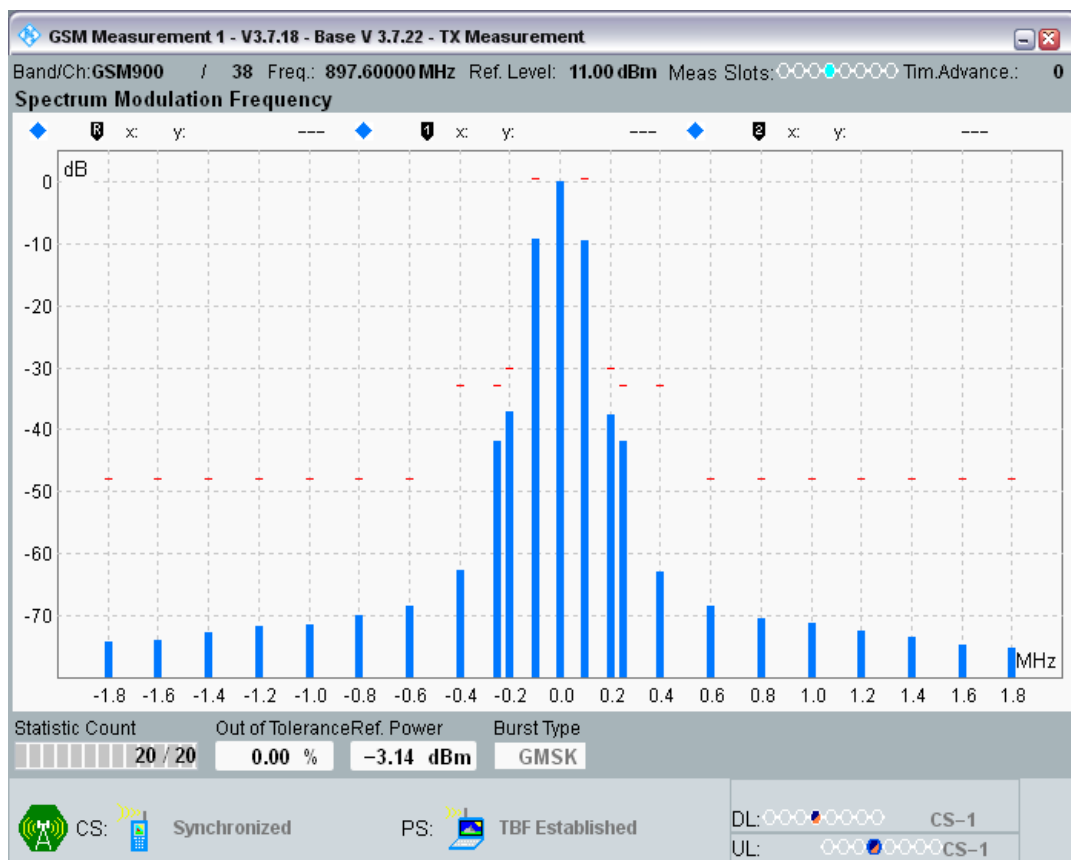 GSM Measurement 1 - V3.7.18 - Base V 3.7.22 - TX Measurement
Band/Ch:GSM900 / 38 Freq.: 897.60000 MHz Ref. Level: 11.00 dBm Meas Slots: Tim.Advance.: 0
Spectrum Modulation Frequency
R x: y: --- 1 x: y: --- 2 x: y: ---
dB
0
-10
-20
-30
-40
-50
-60
-70
MHz
-1.8 -1.6 -1.4 -1.2 -1.0 -0.8 -0.6 -0.4 -0.2 0.0 0.2 0.4 0.6 0.8 1.0 1.2 1.4 1.6 1.8
Statistic Count Out of Tolerance Ref. Power Burst Type
20 / 20 0.00 % −3.14 dBm GMSK
CS: Synchronized PS: TBF Established
DL: CS−1
UL: CS−1